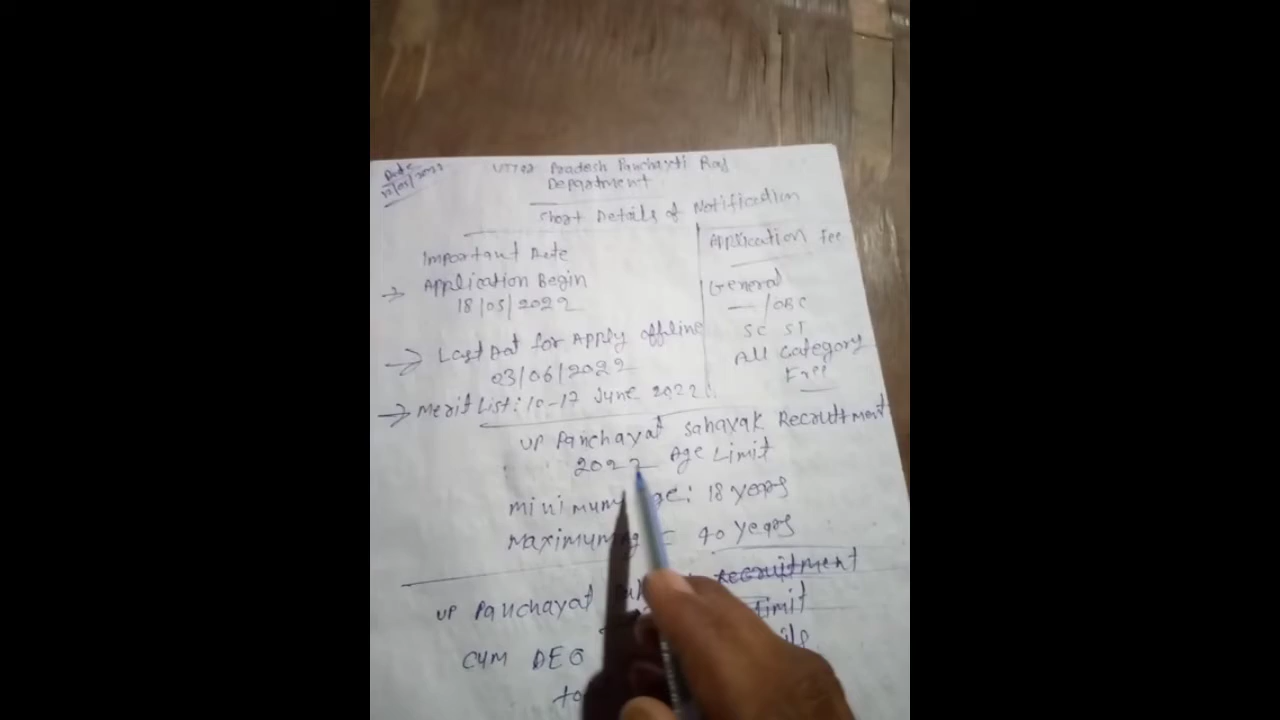 Date
Pradesh Panchayati Raj
Department
Short Details of Notification
Important Date
Application Begin
18/05/2022
Last Dat for Apply offline
03/06/2022
Merit List: 10-17 June 2022
Application Fee
General
— / OBC
SC ST
All Category
Free
UP Panchayat Sahayak Recruitment
2022 Age Limit
minimum age: 18 years
maximum = 40 years
UP Panchayat recruitment
Limit
CUM DEO
to